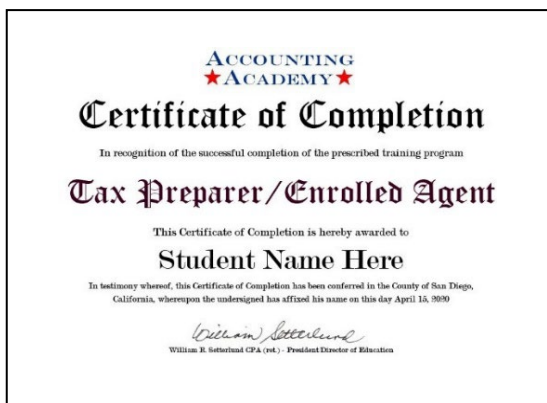 ACCOUNTING
★ACADEMY★
Certificate of Completion
In recognition of the successful completion of the prescribed training program
Tax Preparer/Enrolled Agent
This Certificate of Completion is hereby awarded to
Student Name Here
In testimony whereof, this Certificate of Completion has been conferred in the County of San Diego,
California, whereupon the undersigned has affixed his name on this day April 15, 2020
William Setterlund
William R. Setterlund CPA (ret.) - President/Director of Education